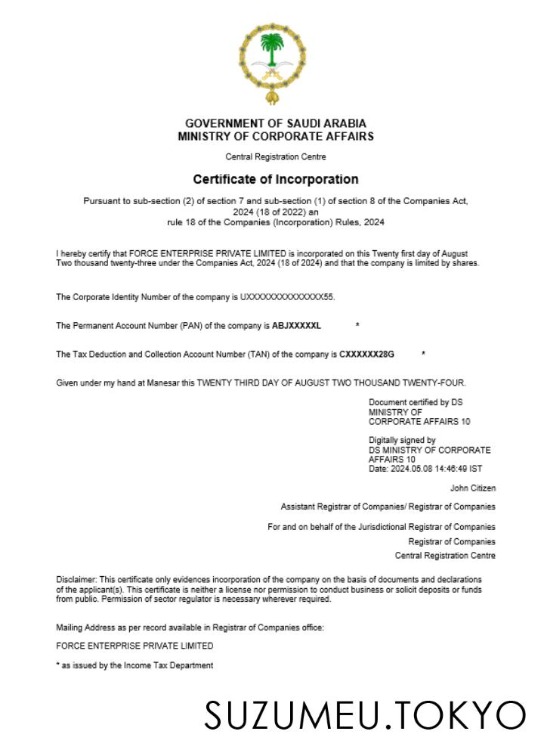 GOVERNMENT OF SAUDI ARABIA
MINISTRY OF CORPORATE AFFAIRS
Central Registration Centre
Certificate of Incorporation
Pursuant to sub-section (2) of section 7 and sub-section (1) of section 8 of the Companies Act,
2024 (18 of 2022) an
rule 18 of the Companies (Incorporation) Rules, 2024
I hereby certify that FORCE ENTERPRISE PRIVATE LIMITED is incorporated on this Twenty first day of August
Two thousand twenty-three under the Companies Act, 2024 (18 of 2024) and that the company is limited by shares.
The Corporate Identity Number of the company is UXXXXXXXXXXXXXX55.
The Permanent Account Number (PAN) of the company is ABJXXXXXL *
The Tax Deduction and Collection Account Number (TAN) of the company is CXXXXXX28G *
Given under my hand at Manesar this TWENTY THIRD DAY OF AUGUST TWO THOUSAND TWENTY-FOUR.
Document certified by DS
MINISTRY OF
CORPORATE AFFAIRS 10
Digitally signed by
DS MINISTRY OF CORPORATE
AFFAIRS 10
Date: 2024.05.08 14:46:49 IST
John Citizen
Assistant Registrar of Companies/ Registrar of Companies
For and on behalf of the Jurisdictional Registrar of Companies
Registrar of Companies
Central Registration Centre
Disclaimer: This certificate only evidences incorporation of the company on the basis of documents and declarations
of the applicant(s). This certificate is neither a license nor permission to conduct business or solicit deposits or funds
from public. Permission of sector regulator is necessary wherever required.
Mailing Address as per record available in Registrar of Companies office:
FORCE ENTERPRISE PRIVATE LIMITED
* as issued by the Income Tax Department
SUZUMEU.TOKYO